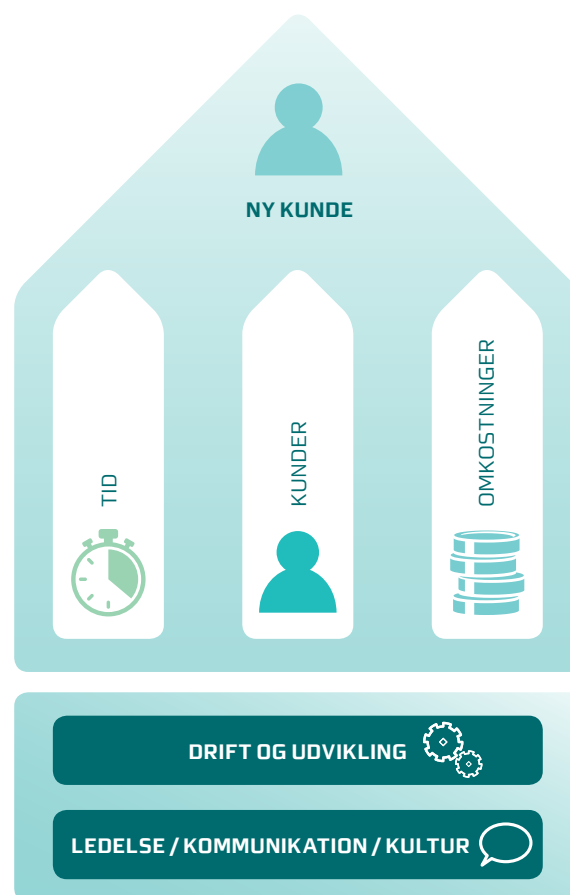 NY KUNDE
TID
KUNDER
OMKOSTNINGER
DRIFT OG UDVIKLING
LEDELSE / KOMMUNIKATION / KULTUR